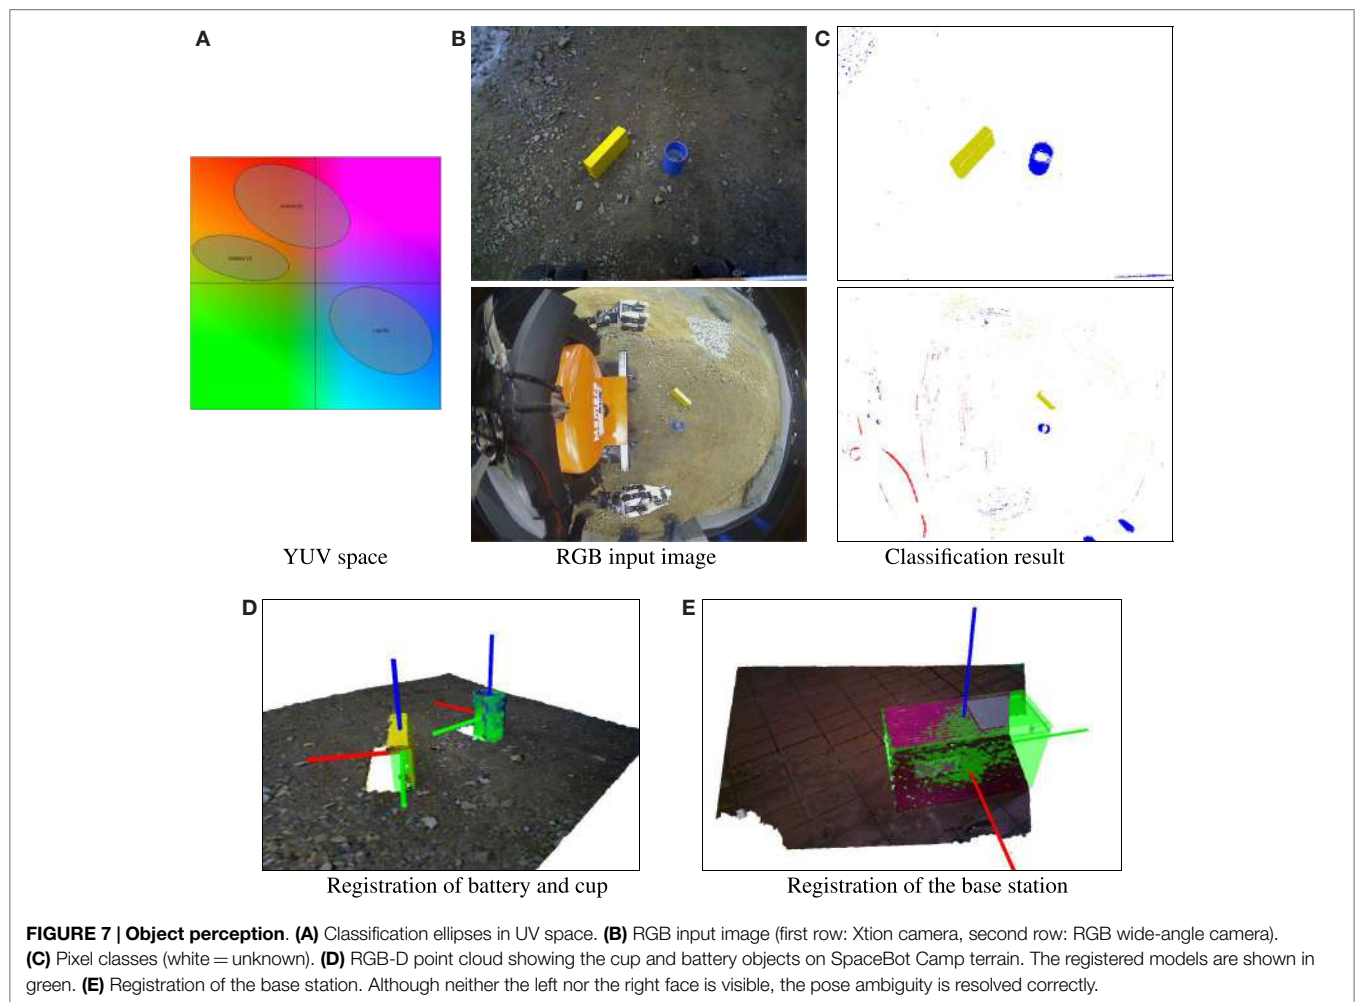 A
B
C
YUV space
RGB input image
Classification result
D
E
Registration of battery and cup
Registration of the base station
FIGURE 7 | Object perception. (A) Classification ellipses in UV space. (B) RGB input image (first row: Xtion camera, second row: RGB wide-angle camera).
(C) Pixel classes (white = unknown). (D) RGB-D point cloud showing the cup and battery objects on SpaceBot Camp terrain. The registered models are shown in
green. (E) Registration of the base station. Although neither the left nor the right face is visible, the pose ambiguity is resolved correctly.